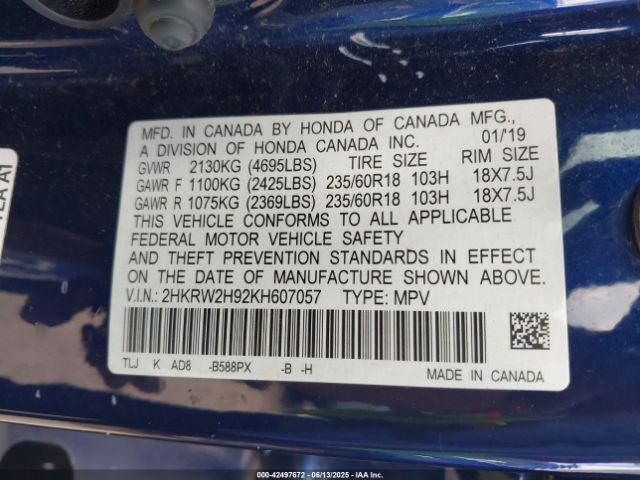 MFD. IN CANADA BY HONDA OF CANADA MFG.,
A DIVISION OF HONDA CANADA INC. 01/'19
GVWR 2130KG (4695LBS) TIRE SIZE RIM SIZE
GAWR F 1100KG (2425LBS) 235/60R18 103H 18X7.5J
GAWR R 1075KG (2369LBS) 235/60R18 103H 18X7.5J
THIS VEHICLE CONFORMS TO ALL APPLICABLE
FEDERAL MOTOR VEHICLE SAFETY
AND THEFT PREVENTION STANDARDS IN EFFECT
ON THE DATE OF MANUFACTURE SHOWN ABOVE.
V.I.N.: 2HKRW2H92KH607057 TYPE: MPV
TLJ K AD8 -B588PX -B -H
MADE IN CANADA
000-42497672 - 06/13/2025 - IAAI, Inc.